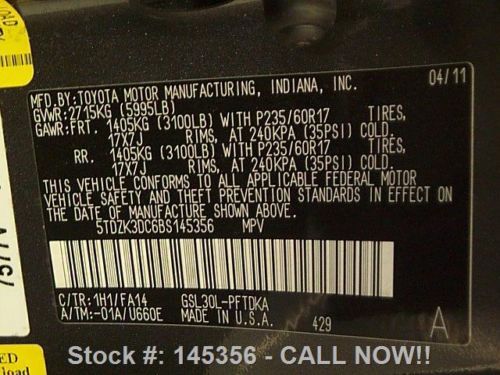 MFD.BY:TOYOTA MOTOR MANUFACTURING, INDIANA, INC. 04/11
GVWR:2715KG (5995LB)
GAWR:FRT. 1405KG (3100LB) WITH P235/60R17 TIRES,
17X7J RIMS, AT 240KPA (35PSI) COLD.
RR. 1405KG (3100LB) WITH P235/60R17 TIRES,
17X7J RIMS, AT 240KPA (35PSI) COLD.
THIS VEHICLE CONFORMS TO ALL APPLICABLE FEDERAL MOTOR
VEHICLE SAFETY AND THEFT PREVENTION STANDARDS IN EFFECT ON
THE DATE OF MANUFACTURE SHOWN ABOVE.
5TDZK3DC6BS145356 MPV
C/TR:1H1/FA14 GSL30L-PFTDKA
A/TM:-01A/U660E MADE IN U.S.A. 429 A
Stock #: 145356 - CALL NOW!!